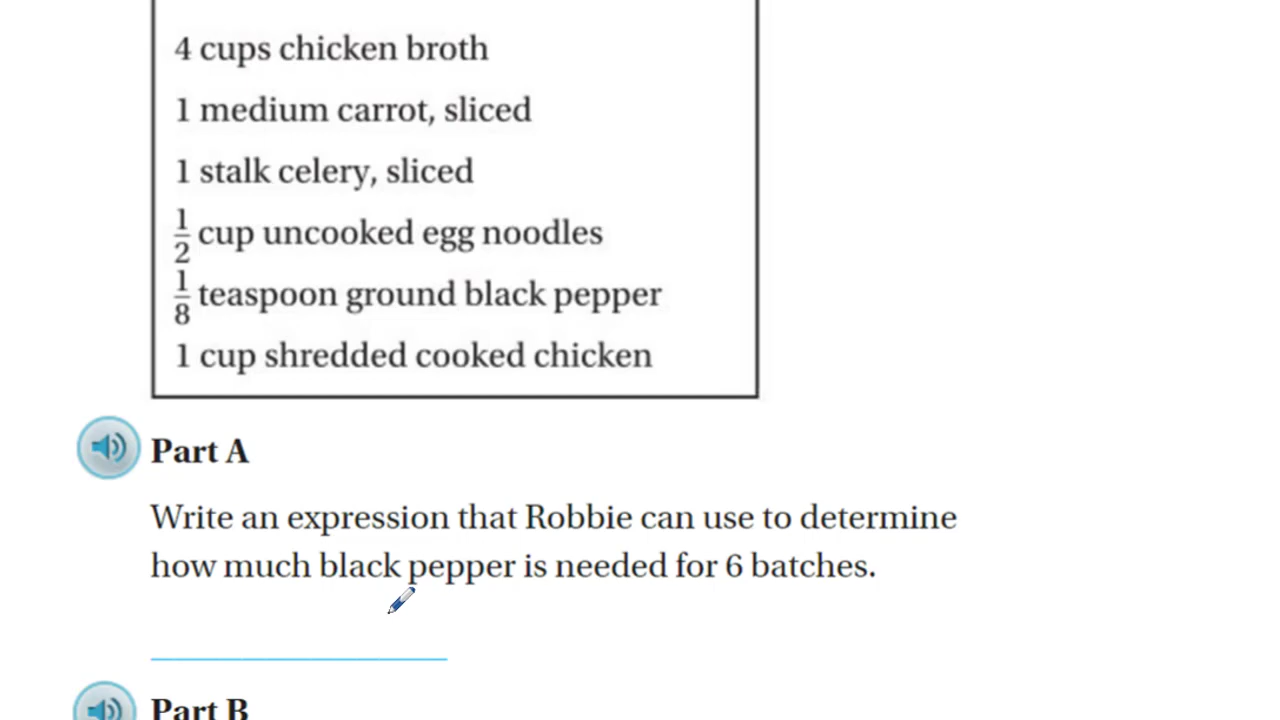 4 cups chicken broth
1 medium carrot, sliced
1 stalk celery, sliced
1/2 cup uncooked egg noodles
1/8 teaspoon ground black pepper
1 cup shredded cooked chicken
Part A
Write an expression that Robbie can use to determine
how much black pepper is needed for 6 batches.
Part B